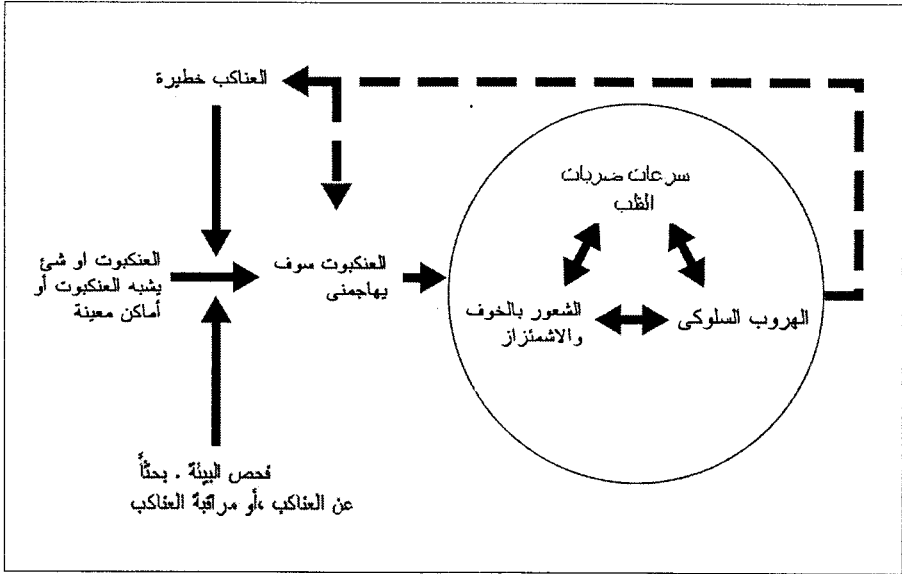 العناكب خطيرة
سرعات ضربات
القلب
العنكبوت او شئ
يشبه العنكبوت أو
أماكن معينة
العنكبوت سوف
يهاجمنى
الشعور بالخوف
والاشمئزاز
الهروب السلوكى
فحص البيئة . بحثاً
عن العناكب ،أو مراقبة العناكب